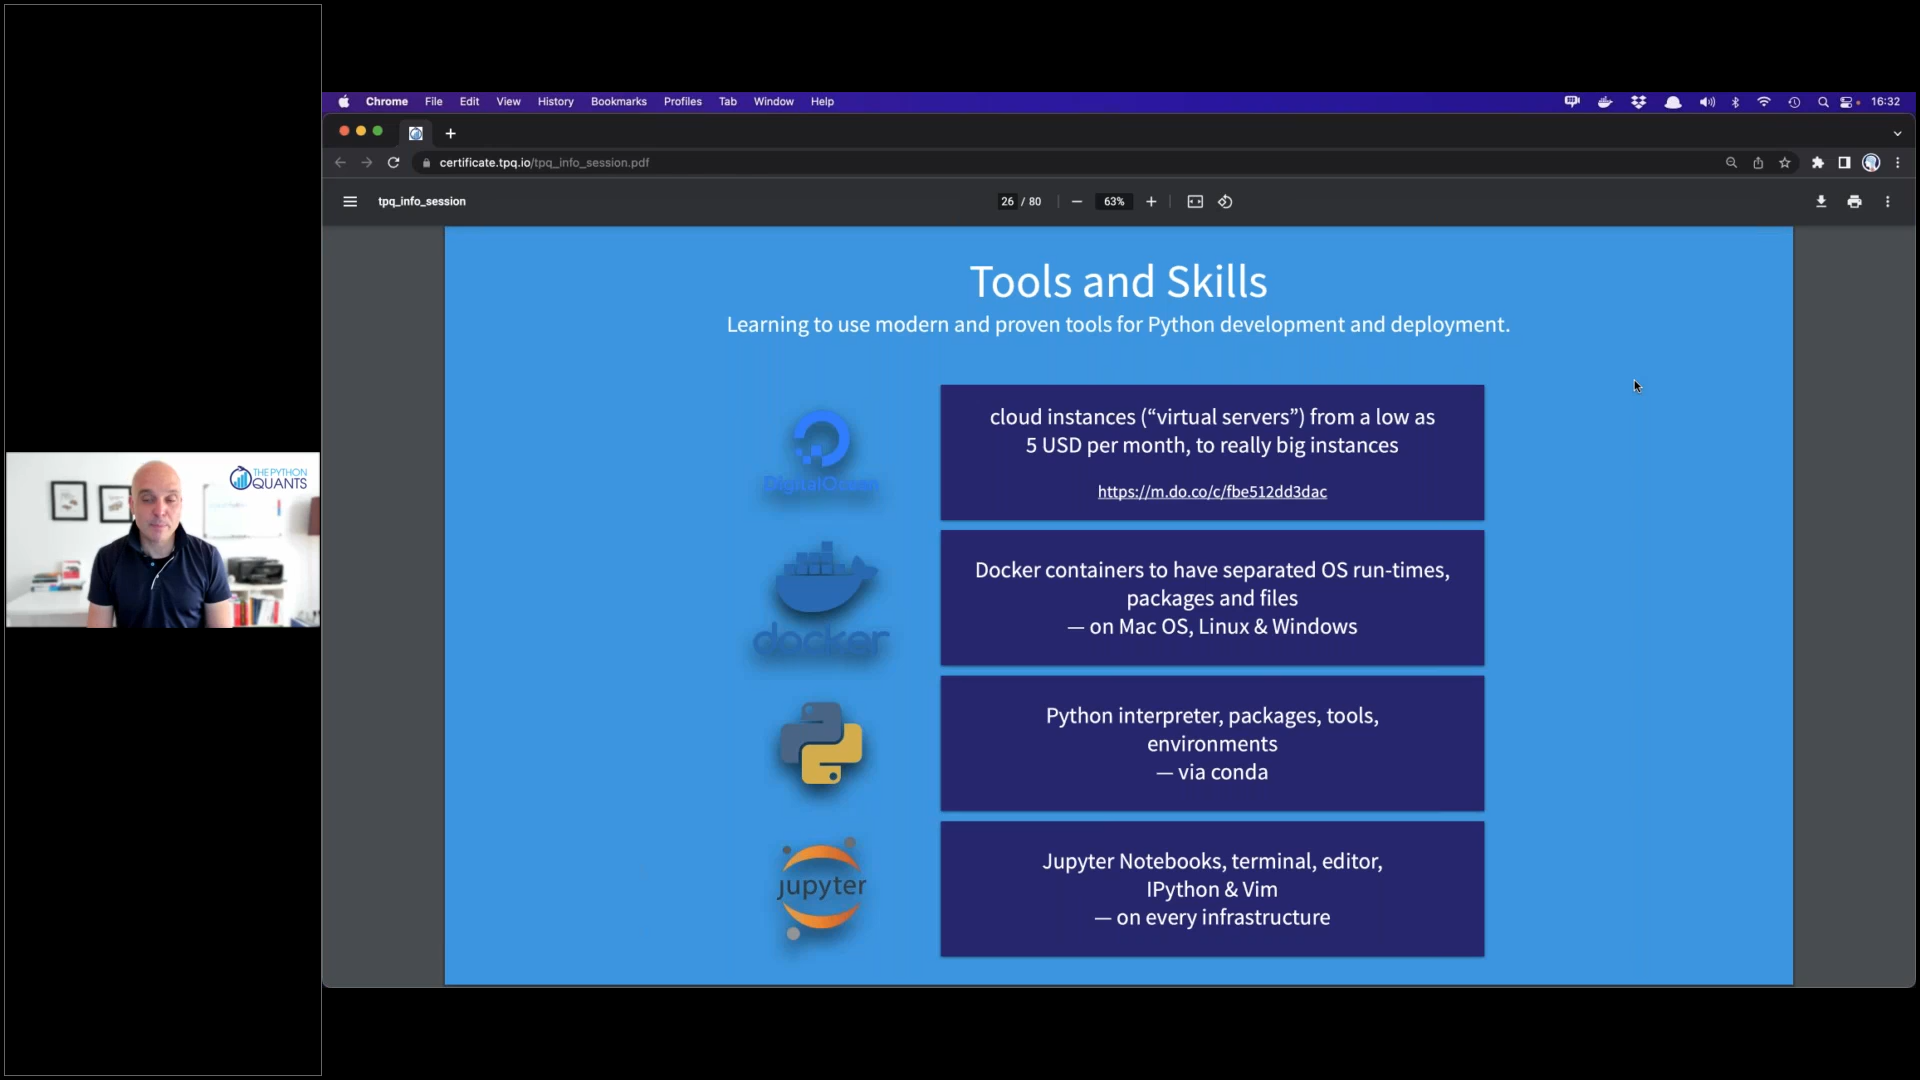 THE PYTHON
QUANTS
Chrome File Edit View History Bookmarks Profiles Tab Window Help 16:32
certificate.tpq.io/tpq_info_session.pdf
tpq_info_session 26 / 80 63%
Tools and Skills
Learning to use modern and proven tools for Python development and deployment.
DigitalOcean
cloud instances (“virtual servers”) from a low as
5 USD per month, to really big instances
https://m.do.co/c/fbe512dd3dac
docker
Docker containers to have separated OS run-times,
packages and files
— on Mac OS, Linux & Windows
Python interpreter, packages, tools,
environments
— via conda
jupyter
Jupyter Notebooks, terminal, editor,
IPython & Vim
— on every infrastructure